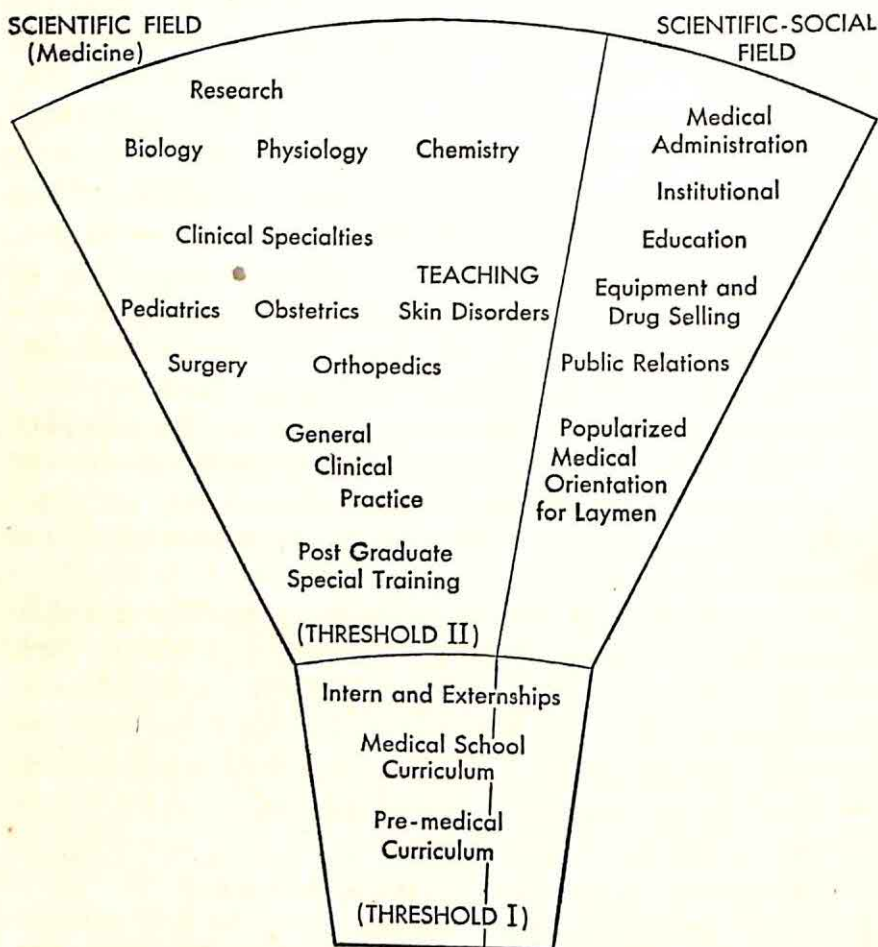 SCIENTIFIC FIELD
(Medicine)
SCIENTIFIC-SOCIAL
FIELD
Research
Biology Physiology Chemistry
Clinical Specialties
TEACHING
Pediatrics Obstetrics Skin Disorders
Surgery Orthopedics
General
Clinical
Practice
Post Graduate
Special Training
(THRESHOLD II)
Medical
Administration
Institutional
Education
Equipment and
Drug Selling
Public Relations
Popularized
Medical
Orientation
for Laymen
Intern and Externships
Medical School
Curriculum
Pre-medical
Curriculum
(THRESHOLD I)